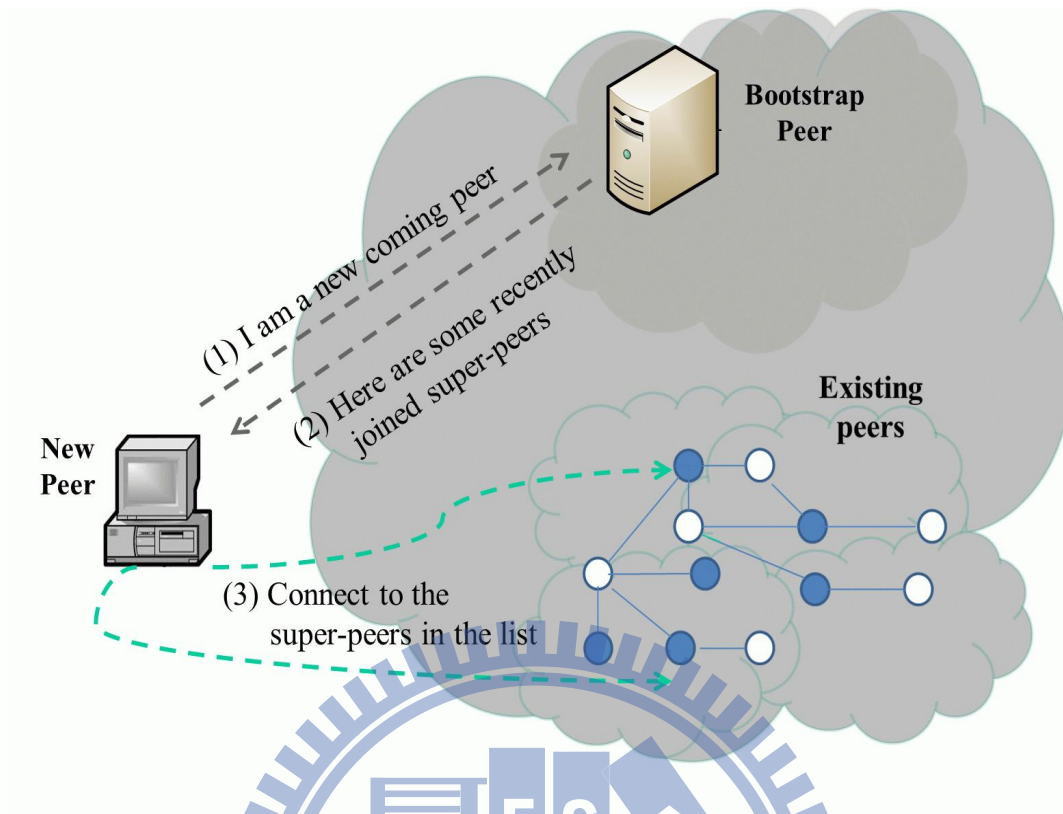 Bootstrap
Peer
(1) I am a new coming peer
(2) Here are some recently
joined super-peers
Existing
peers
New
Peer
(3) Connect to the
super-peers in the list